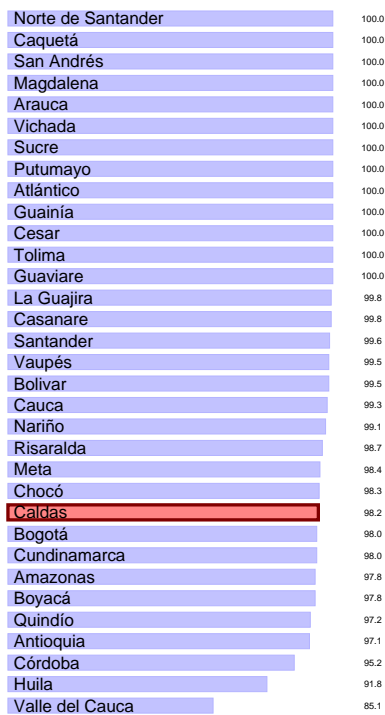 Norte de Santander 100.0
Caquetá 100.0
San Andrés 100.0
Magdalena 100.0
Arauca 100.0
Vichada 100.0
Sucre 100.0
Putumayo 100.0
Atlántico 100.0
Guainía 100.0
Cesar 100.0
Tolima 100.0
Guaviare 100.0
La Guajira 99.8
Casanare 99.8
Santander 99.6
Vaupés 99.5
Bolivar 99.5
Cauca 99.3
Nariño 99.1
Risaralda 98.7
Meta 98.4
Chocó 98.3
Caldas 98.2
Bogotá 98.0
Cundinamarca 98.0
Amazonas 97.8
Boyacá 97.8
Quindío 97.2
Antioquia 97.1
Córdoba 95.2
Huila 91.8
Valle del Cauca 85.1